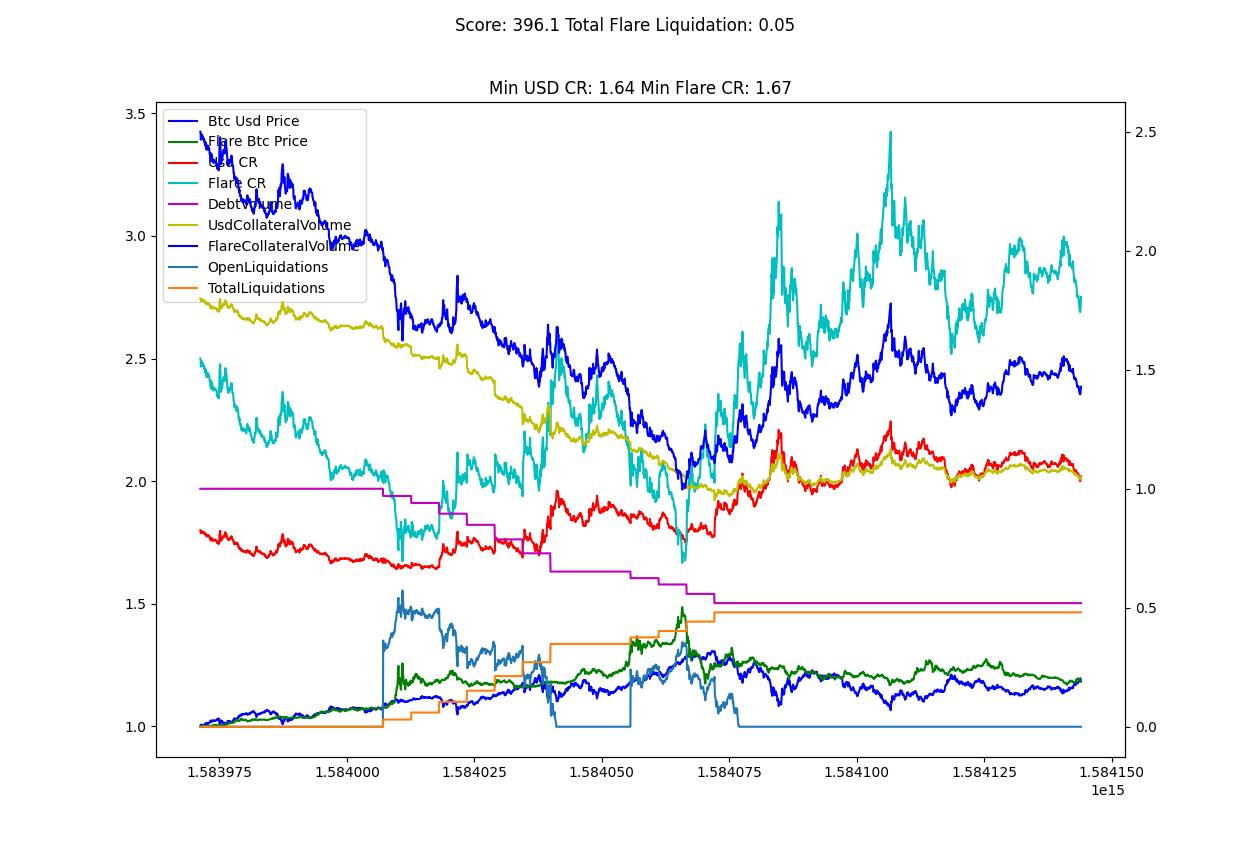 Score: 396.1 Total Flare Liquidation: 0.05
Min USD CR: 1.64 Min Flare CR: 1.67
Btc Usd Price
Flare Btc Price
Usd CR
Flare CR
DebtVolume
UsdCollateralVolume
FlareCollateralVolume
OpenLiquidations
TotalLiquidations
3.5
3.0
2.5
2.0
1.5
1.0
2.5
2.0
1.5
1.0
0.5
0.0
1.583975 1.584000 1.584025 1.584050 1.584075 1.584100 1.584125 1.584150
1e15